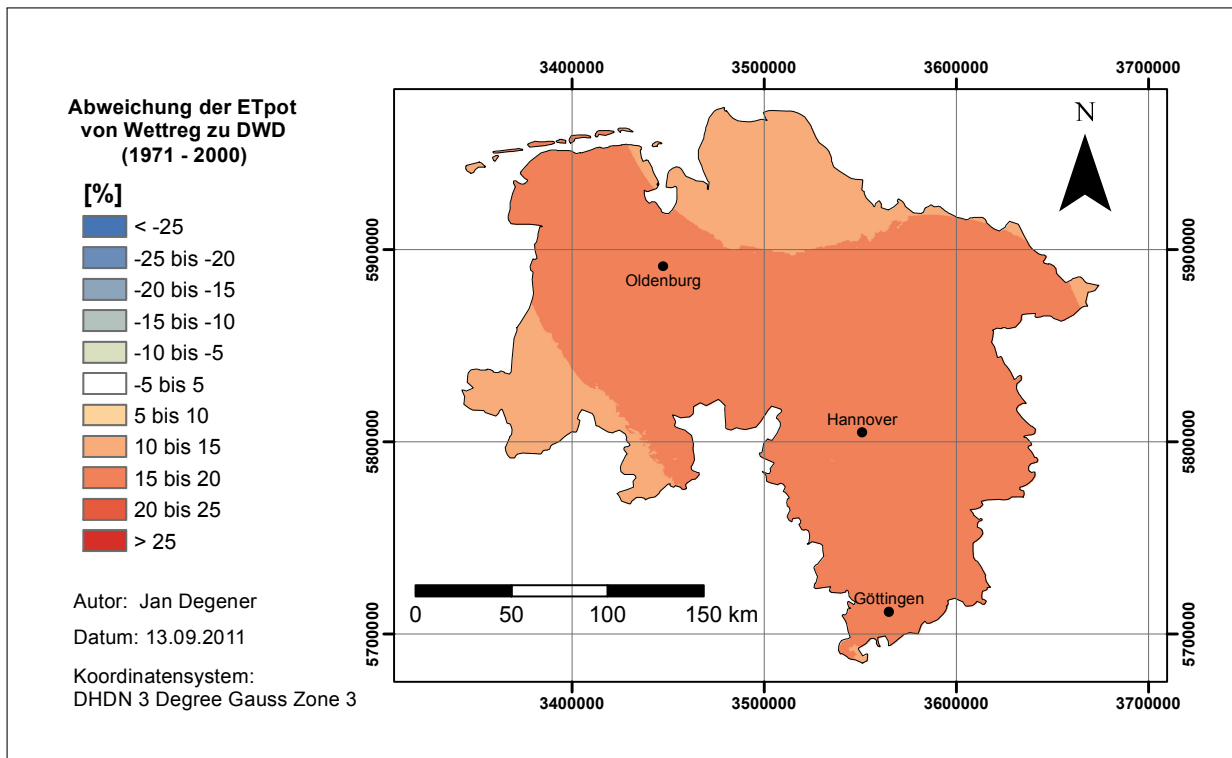 Abweichung der ETpot
von Wettreg zu DWD
(1971 - 2000)
[%]
< -25
-25 bis -20
-20 bis -15
-15 bis -10
-10 bis -5
-5 bis 5
5 bis 10
10 bis 15
15 bis 20
20 bis 25
> 25
Autor: Jan Degener
Datum: 13.09.2011
Koordinatensystem:
DHDN 3 Degree Gauss Zone 3
3400000 3500000 3600000 3700000
N
5900000 5900000
Oldenburg
Hannover
5800000 5800000
0 50 100 150 km
Göttingen
5700000 5700000
3400000 3500000 3600000 3700000